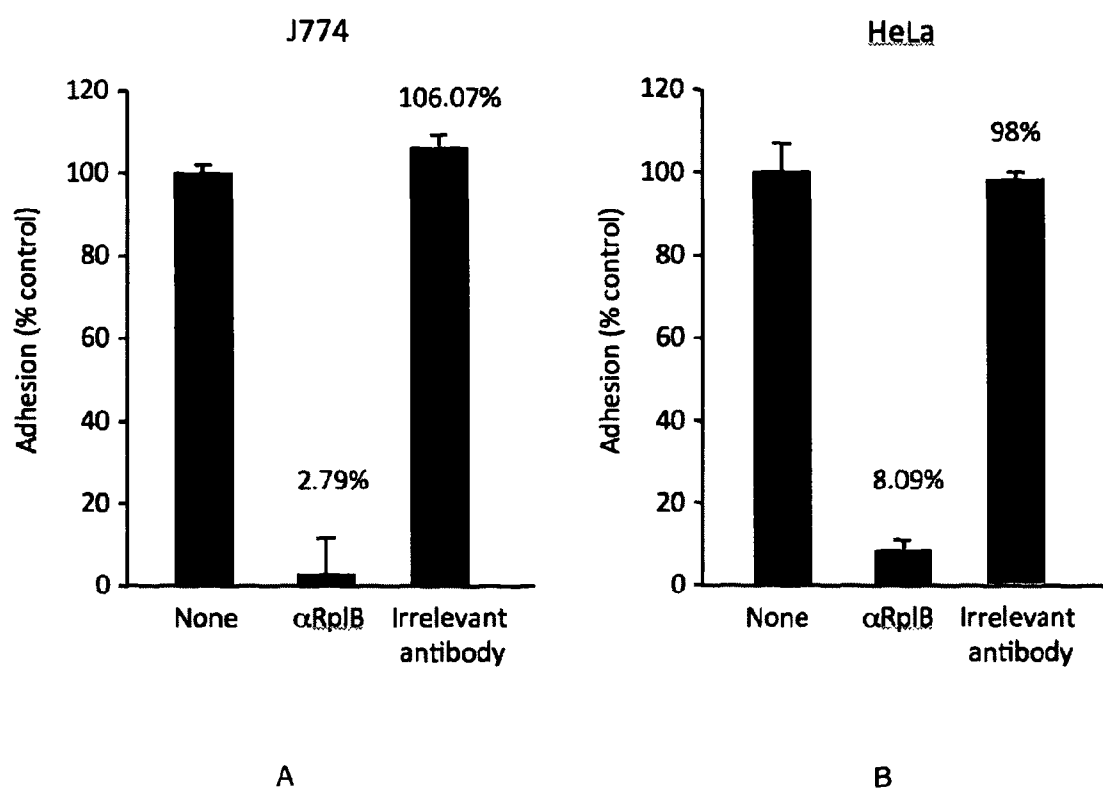 J774
Adhesion (% control)
120
100
80
60
40
20
0
106.07%
2.79%
None
αRplB
Irrelevant
antibody
A
HeLa
Adhesion (% control)
120
100
80
60
40
20
0
98%
8.09%
None
αRplB
Irrelevant
antibody
B